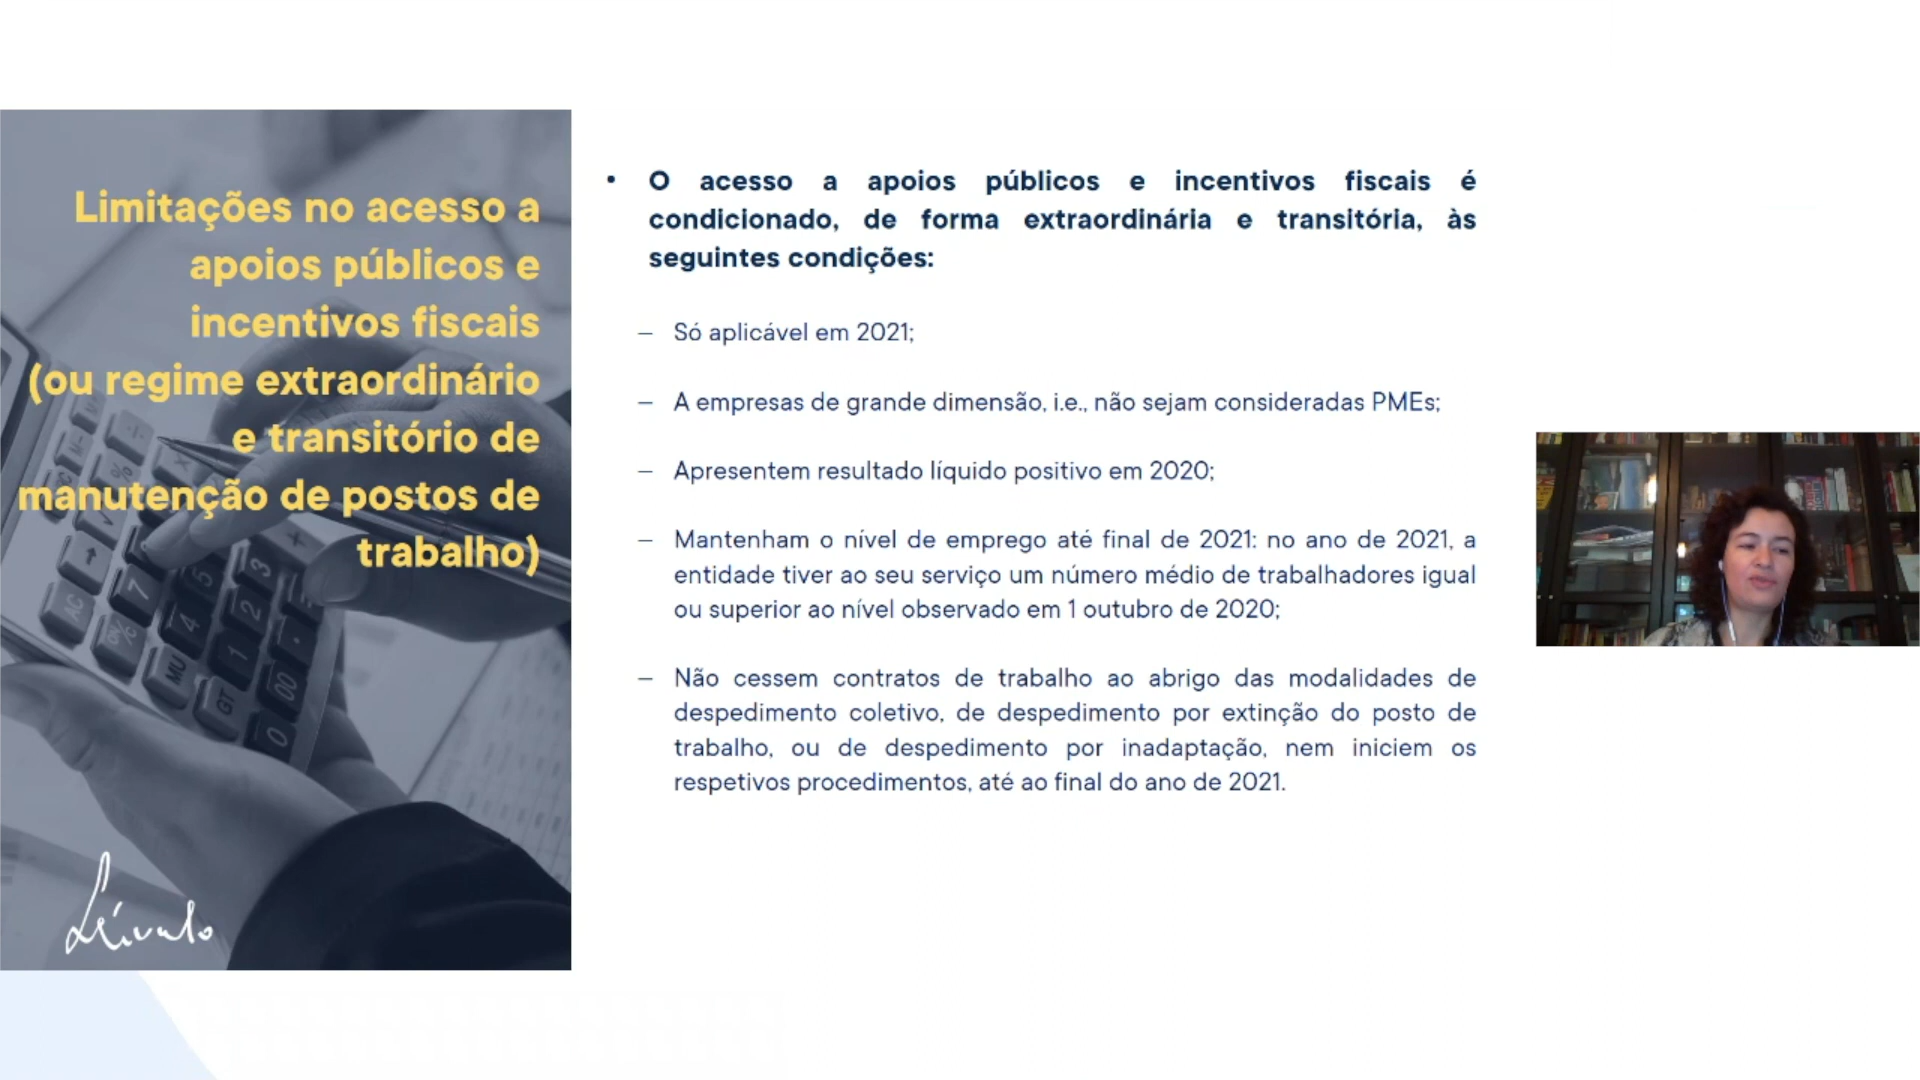 Limitações no acesso a
apoios públicos e
incentivos fiscais
(ou regime extraordinário
e transitório de
manutenção de postos de
trabalho)
• O acesso a apoios públicos e incentivos fiscais é
condicionado, de forma extraordinária e transitória, às
seguintes condições:
– Só aplicável em 2021;
– A empresas de grande dimensão, i.e., não sejam consideradas PMEs;
– Apresentem resultado líquido positivo em 2020;
– Mantenham o nível de emprego até final de 2021: no ano de 2021, a
entidade tiver ao seu serviço um número médio de trabalhadores igual
ou superior ao nível observado em 1 outubro de 2020;
– Não cessem contratos de trabalho ao abrigo das modalidades de
despedimento coletivo, de despedimento por extinção do posto de
trabalho, ou de despedimento por inadaptação, nem iniciem os
respetivos procedimentos, até ao final do ano de 2021.